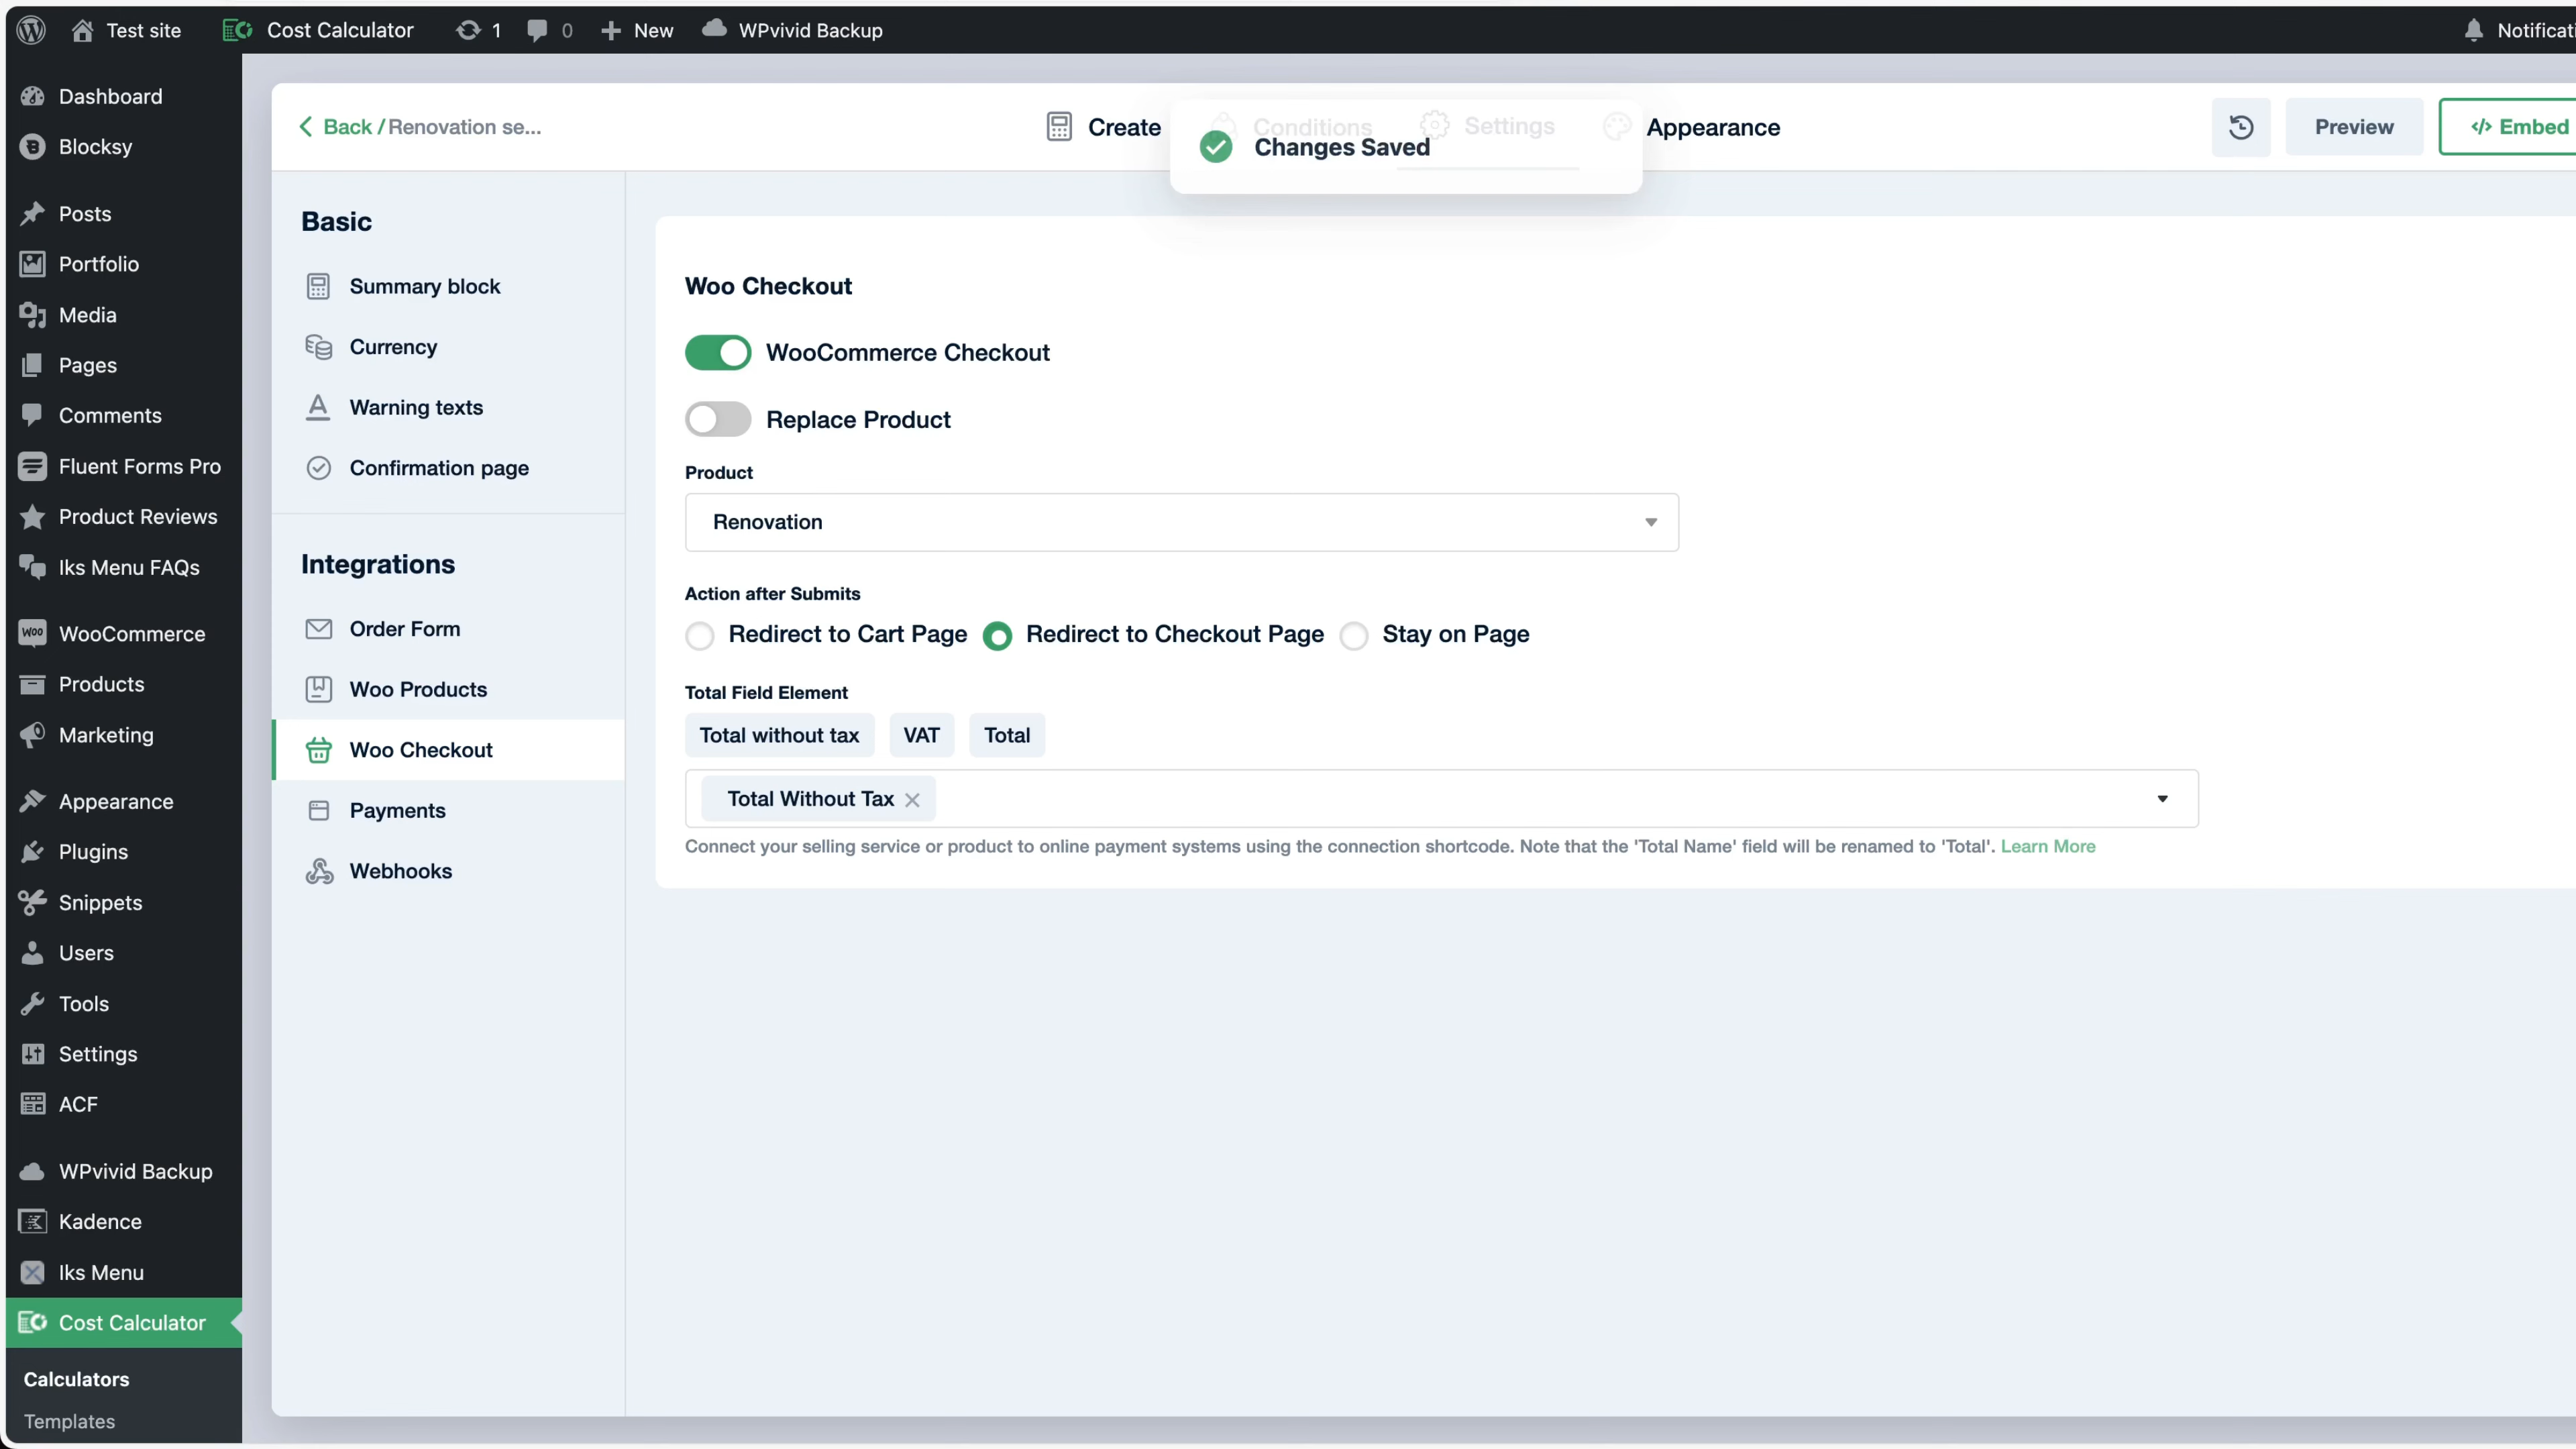 Test site
Cost Calculator
1
0
New
WPvivid Backup
Notificati
Dashboard
Blocksy
Posts
Portfolio
Media
Pages
Comments
Fluent Forms Pro
Product Reviews
Iks Menu FAQs
WooCommerce
Products
Marketing
Appearance
Plugins
Snippets
Users
Tools
Settings
ACF
WPvivid Backup
Kadence
Iks Menu
Cost Calculator
Calculators
Templates
Back / Renovation se...
Create
Conditions
Settings
Appearance
Changes Saved
Preview
</> Embed
Basic
Summary block
Currency
Warning texts
Confirmation page
Integrations
Order Form
Woo Products
Woo Checkout
Payments
Webhooks
Woo Checkout
WooCommerce Checkout
Replace Product
Product
Renovation
Action after Submits
Redirect to Cart Page Redirect to Checkout Page Stay on Page
Total Field Element
Total without tax VAT Total
Total Without Tax
Connect your selling service or product to online payment systems using the connection shortcode. Note that the 'Total Name' field will be renamed to 'Total'. Learn More